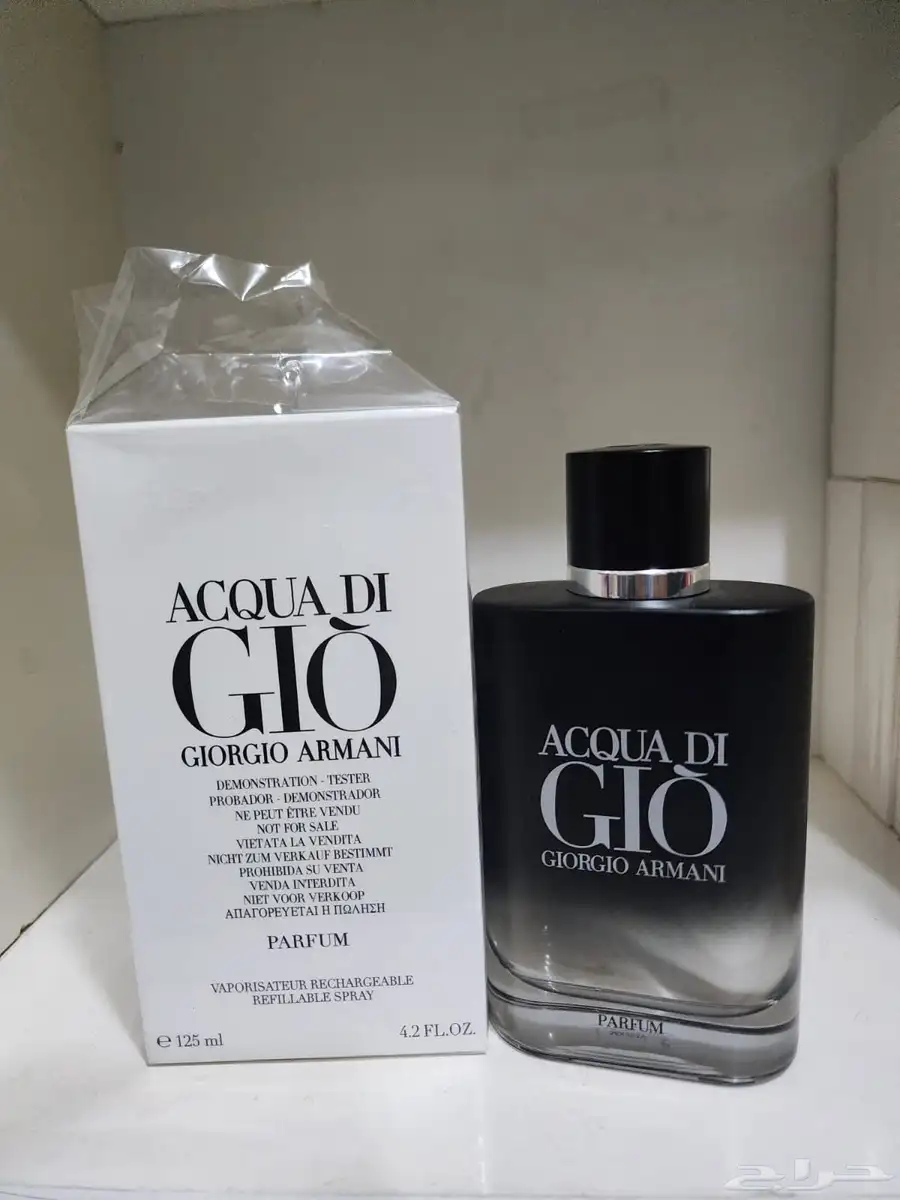 ACQUA DI
GIÒ
GIORGIO ARMANI
DEMONSTRATION - TESTER
PROBADOR - DEMONSTRADOR
NE PEUT ÊTRE VENDU
NOT FOR SALE
VIETATA LA VENDITA
NICHT ZUM VERKAUF BESTIMMT
PROHIBIDA SU VENTA
VENDA INTERDITA
NIET VOOR VERKOOP
ΑΠΑΓΟΡΕΥΕΤΑΙ Η ΠΩΛΗΣΗ
PARFUM
VAPORISATEUR RECHARGEABLE
REFILLABLE SPRAY
℮ 125 ml
4.2 FL.OZ.
ACQUA DI
GIÒ
GIORGIO ARMANI
PARFUM
حراج